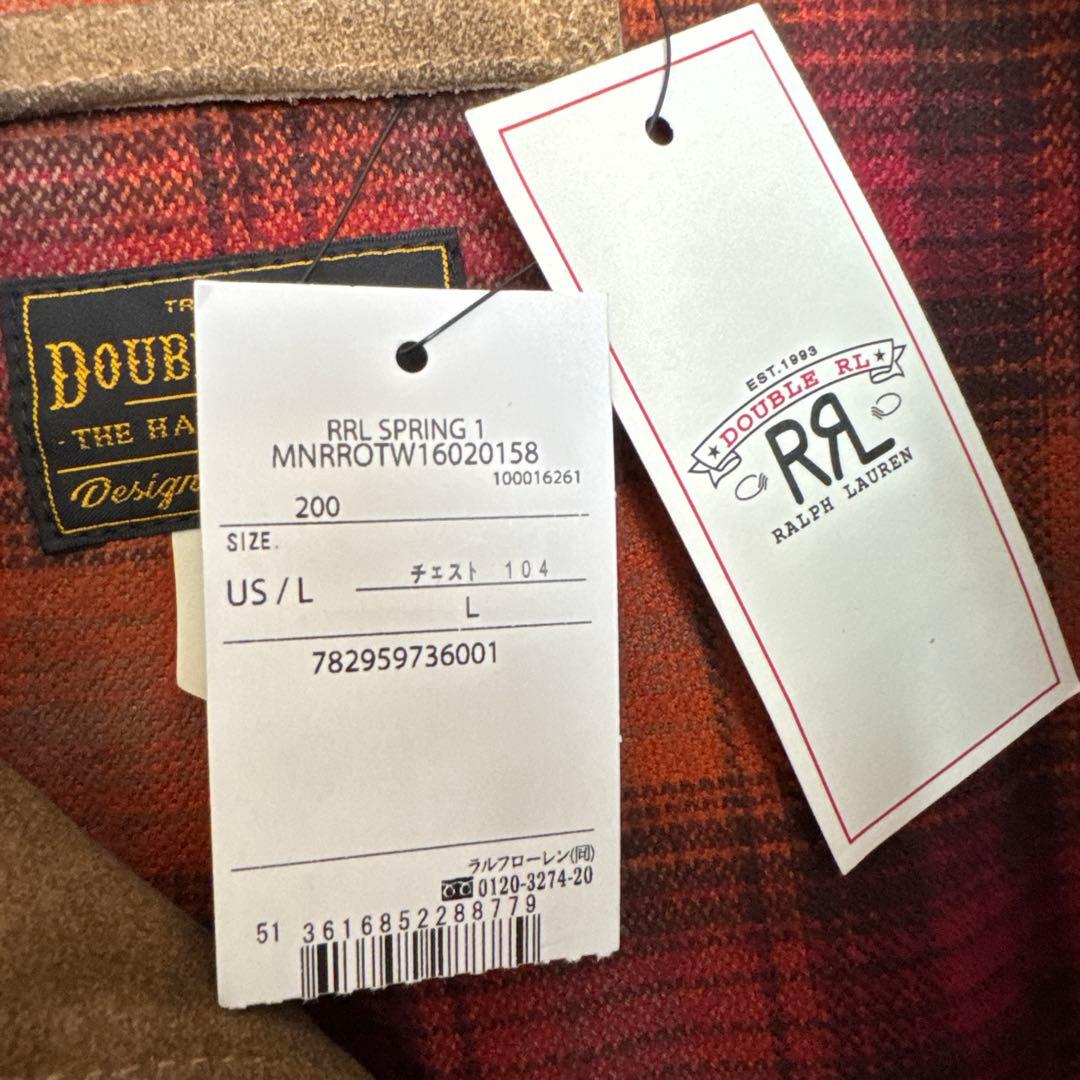 TR
DOUB
- THE HA
Design
RRL SPRING 1
MNRROTW16020158
100016261
200
SIZE.
US / L
チェスト 104
L
782959736001
ラルフローレン(同)
0120-3274-20
51 3616852288779
EST.1993
DOUBLE RL
RRL
RALPH LAUREN